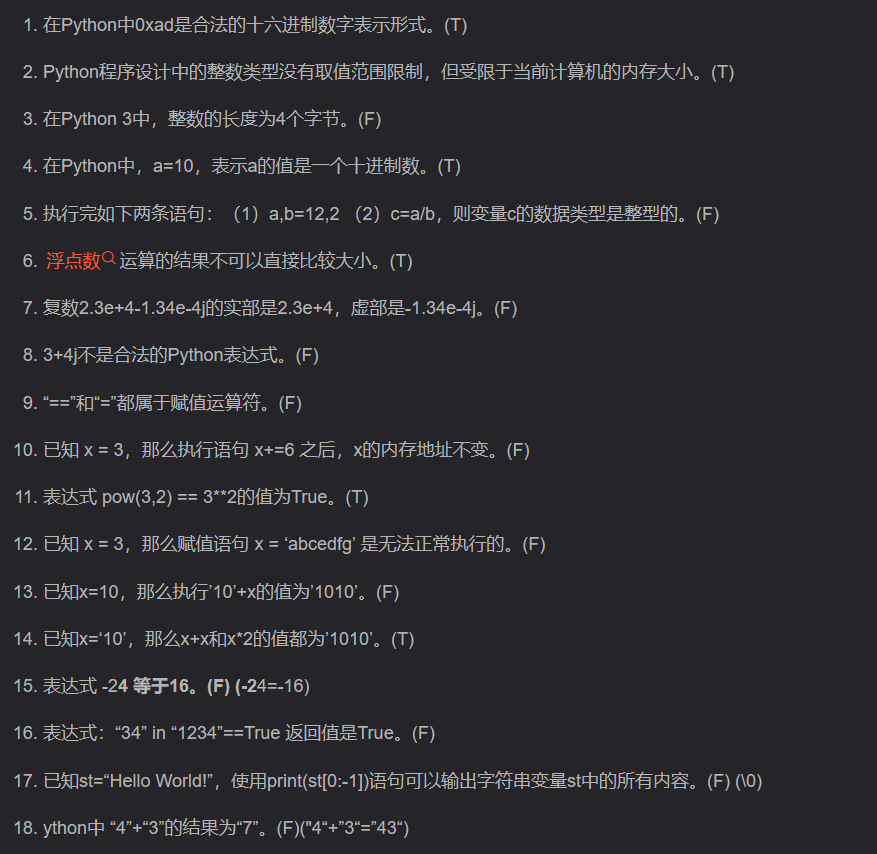 1. 在Python中0xad是合法的十六进制数字表示形式。(T)
2. Python程序设计中的整数类型没有取值范围限制，但受限于当前计算机的内存大小。(T)
3. 在Python 3中，整数的长度为4个字节。(F)
4. 在Python中，a=10，表示a的值是一个十进制数。(T)
5. 执行完如下两条语句：（1）a,b=12,2 （2）c=a/b，则变量c的数据类型是整型的。(F)
6. 浮点数运算的结果不可以直接比较大小。(T)
7. 复数2.3e+4-1.34e-4j的实部是2.3e+4，虚部是-1.34e-4j。(F)
8. 3+4j不是合法的Python表达式。(F)
9. “==”和“=”都属于赋值运算符。(F)
10. 已知 x = 3，那么执行语句 x+=6 之后，x的内存地址不变。(F)
11. 表达式 pow(3,2) == 3**2的值为True。(T)
12. 已知 x = 3，那么赋值语句 x = ‘abcedfg’ 是无法正常执行的。(F)
13. 已知x=10，那么执行’10’+x的值为’1010’。(F)
14. 已知x=‘10’，那么x+x和x*2的值都为’1010’。(T)
15. 表达式 -24 等于16。(F) (-24=-16)
16. 表达式：“34” in “1234”==True 返回值是True。(F)
17. 已知st=“Hello World!”，使用print(st[0:-1])语句可以输出字符串变量st中的所有内容。(F) (\0)
18. ython中 “4”+“3”的结果为“7”。(F)("4“+”3“=”43“)